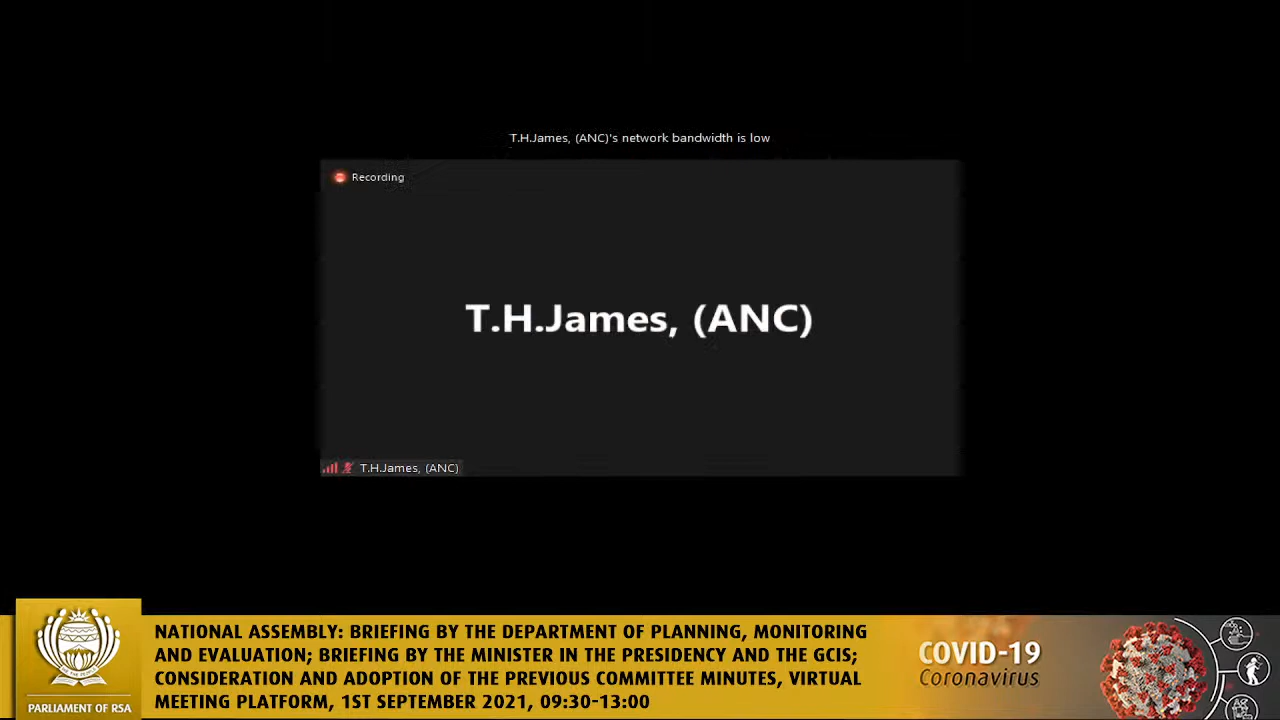 T.H.James, (ANC)'s network bandwidth is low
Recording
T.H.James, (ANC)
T.H.James, (ANC)
NATIONAL ASSEMBLY: BRIEFING BY THE DEPARTMENT OF PLANNING, MONITORING
AND EVALUATION; BRIEFING BY THE MINISTER IN THE PRESIDENCY AND THE GCIS;
CONSIDERATION AND ADOPTION OF THE PREVIOUS COMMITTEE MINUTES, VIRTUAL
MEETING PLATFORM, 1ST SEPTEMBER 2021, 09:30-13:00
PARLIAMENT OF RSA
COVID-19
Coronavirus